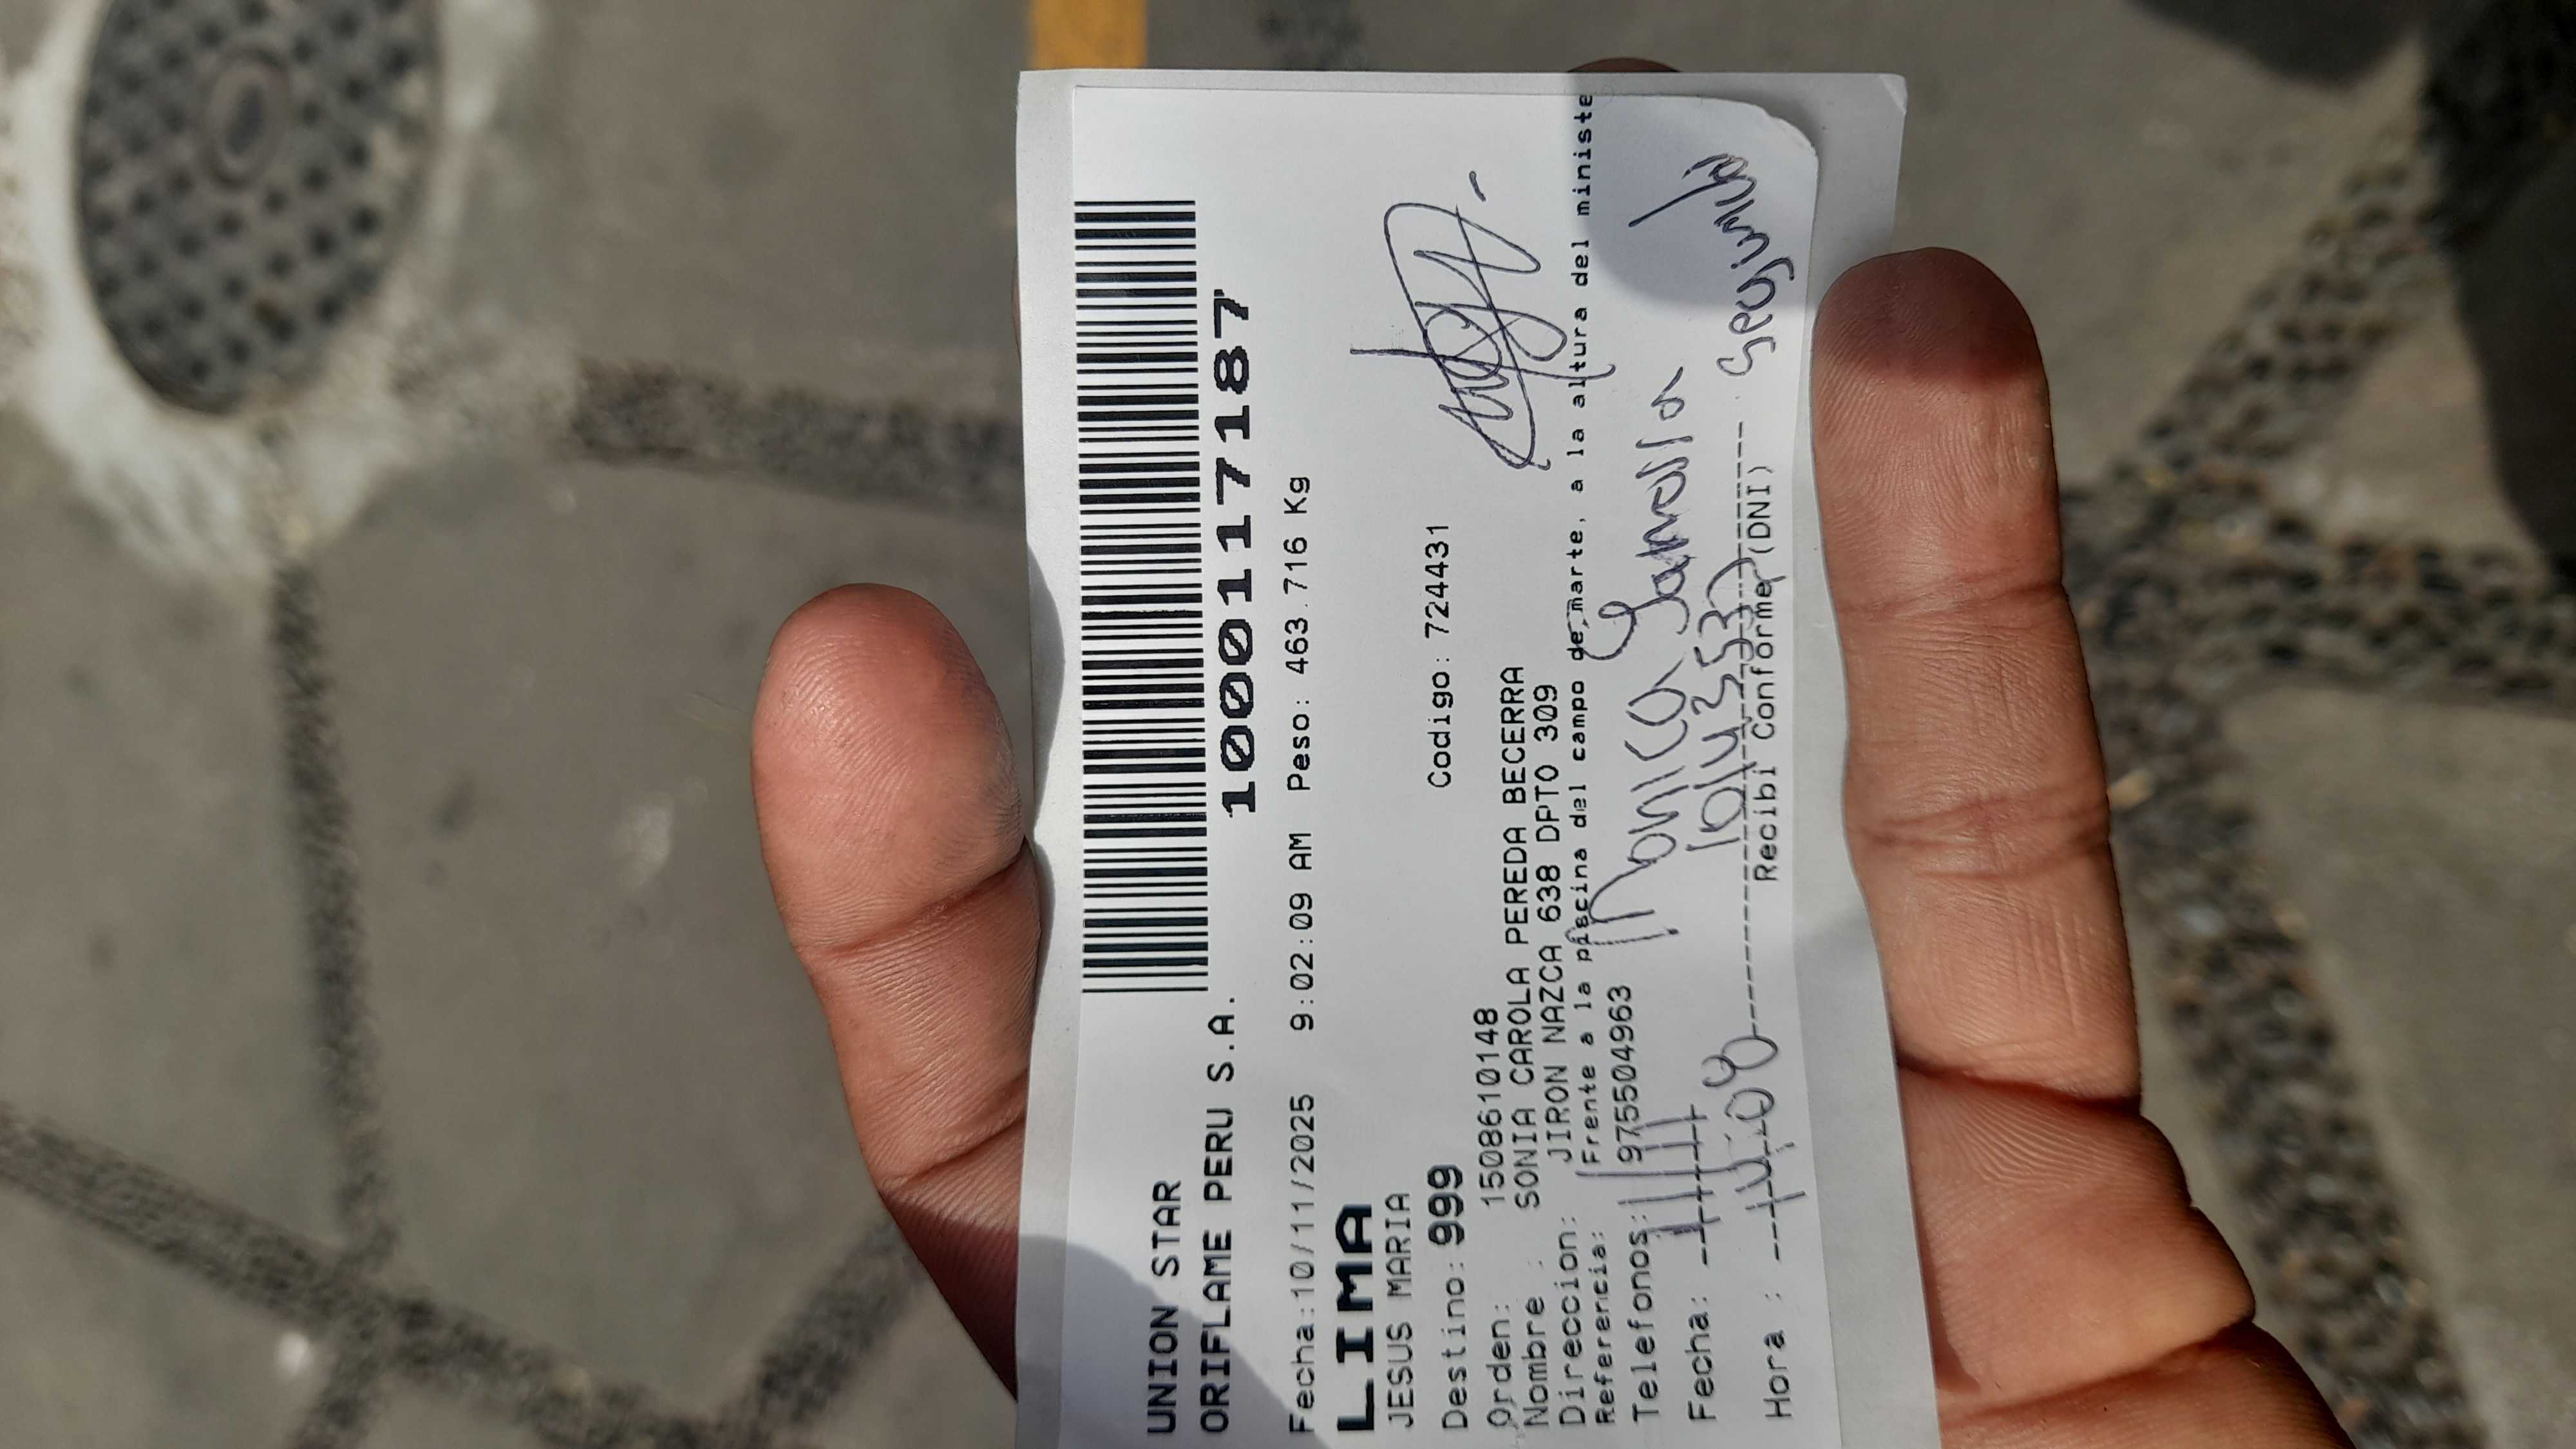 UNION STAR
ORIFLAME PERU S.A.
1000117187
Fecha:10/11/2025 9:02:09 AM Peso: 463.716 Kg
LIMA
JESUS MARIA
Destino: 999 Codigo: 724431
Orden: 1508610148
Nombre : SONIA CAROLA PEREDA BECERRA
Direccion: JIRON NAZCA 638 DPTO 309
Referencia: Frente a la piscina del campo de marte, a la altura del ministe
Telefonos: 975504963
Monica
Fecha:
Hora : 14:08
Recibi Conforme (DNI)